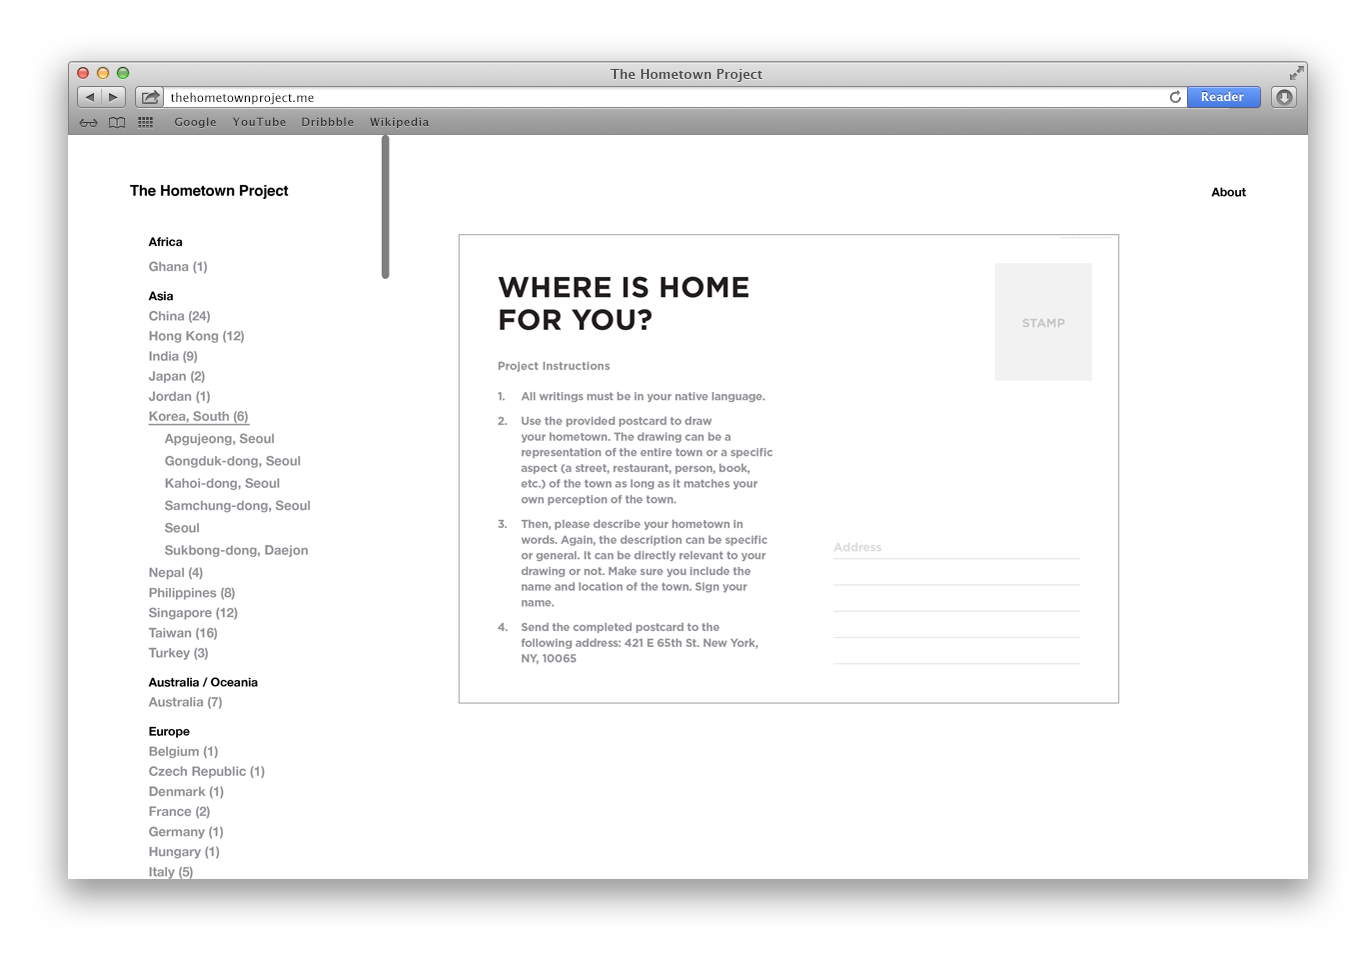 The Hometown Project
thehometownproject.me
Reader
Google YouTube Dribbble Wikipedia
The Hometown Project
About
Africa
Ghana (1)
Asia
China (24)
Hong Kong (12)
India (9)
Japan (2)
Jordan (1)
Korea, South (6)
Apgujeong, Seoul
Gongduk-dong, Seoul
Kahoi-dong, Seoul
Samchung-dong, Seoul
Seoul
Sukbong-dong, Daejon
Nepal (4)
Philippines (8)
Singapore (12)
Taiwan (16)
Turkey (3)
Australia / Oceania
Australia (7)
Europe
Belgium (1)
Czech Republic (1)
Denmark (1)
France (2)
Germany (1)
Hungary (1)
Italy (5)
WHERE IS HOME
FOR YOU?
Project Instructions
1. All writings must be in your native language.
2. Use the provided postcard to draw
your hometown. The drawing can be a
representation of the entire town or a specific
aspect (a street, restaurant, person, book,
etc.) of the town as long as it matches your
own perception of the town.
3. Then, please describe your hometown in
words. Again, the description can be specific
or general. It can be directly relevant to your
drawing or not. Make sure you include the
name and location of the town. Sign your
name.
4. Send the completed postcard to the
following address: 421 E 65th St. New York,
NY, 10065
STAMP
Address